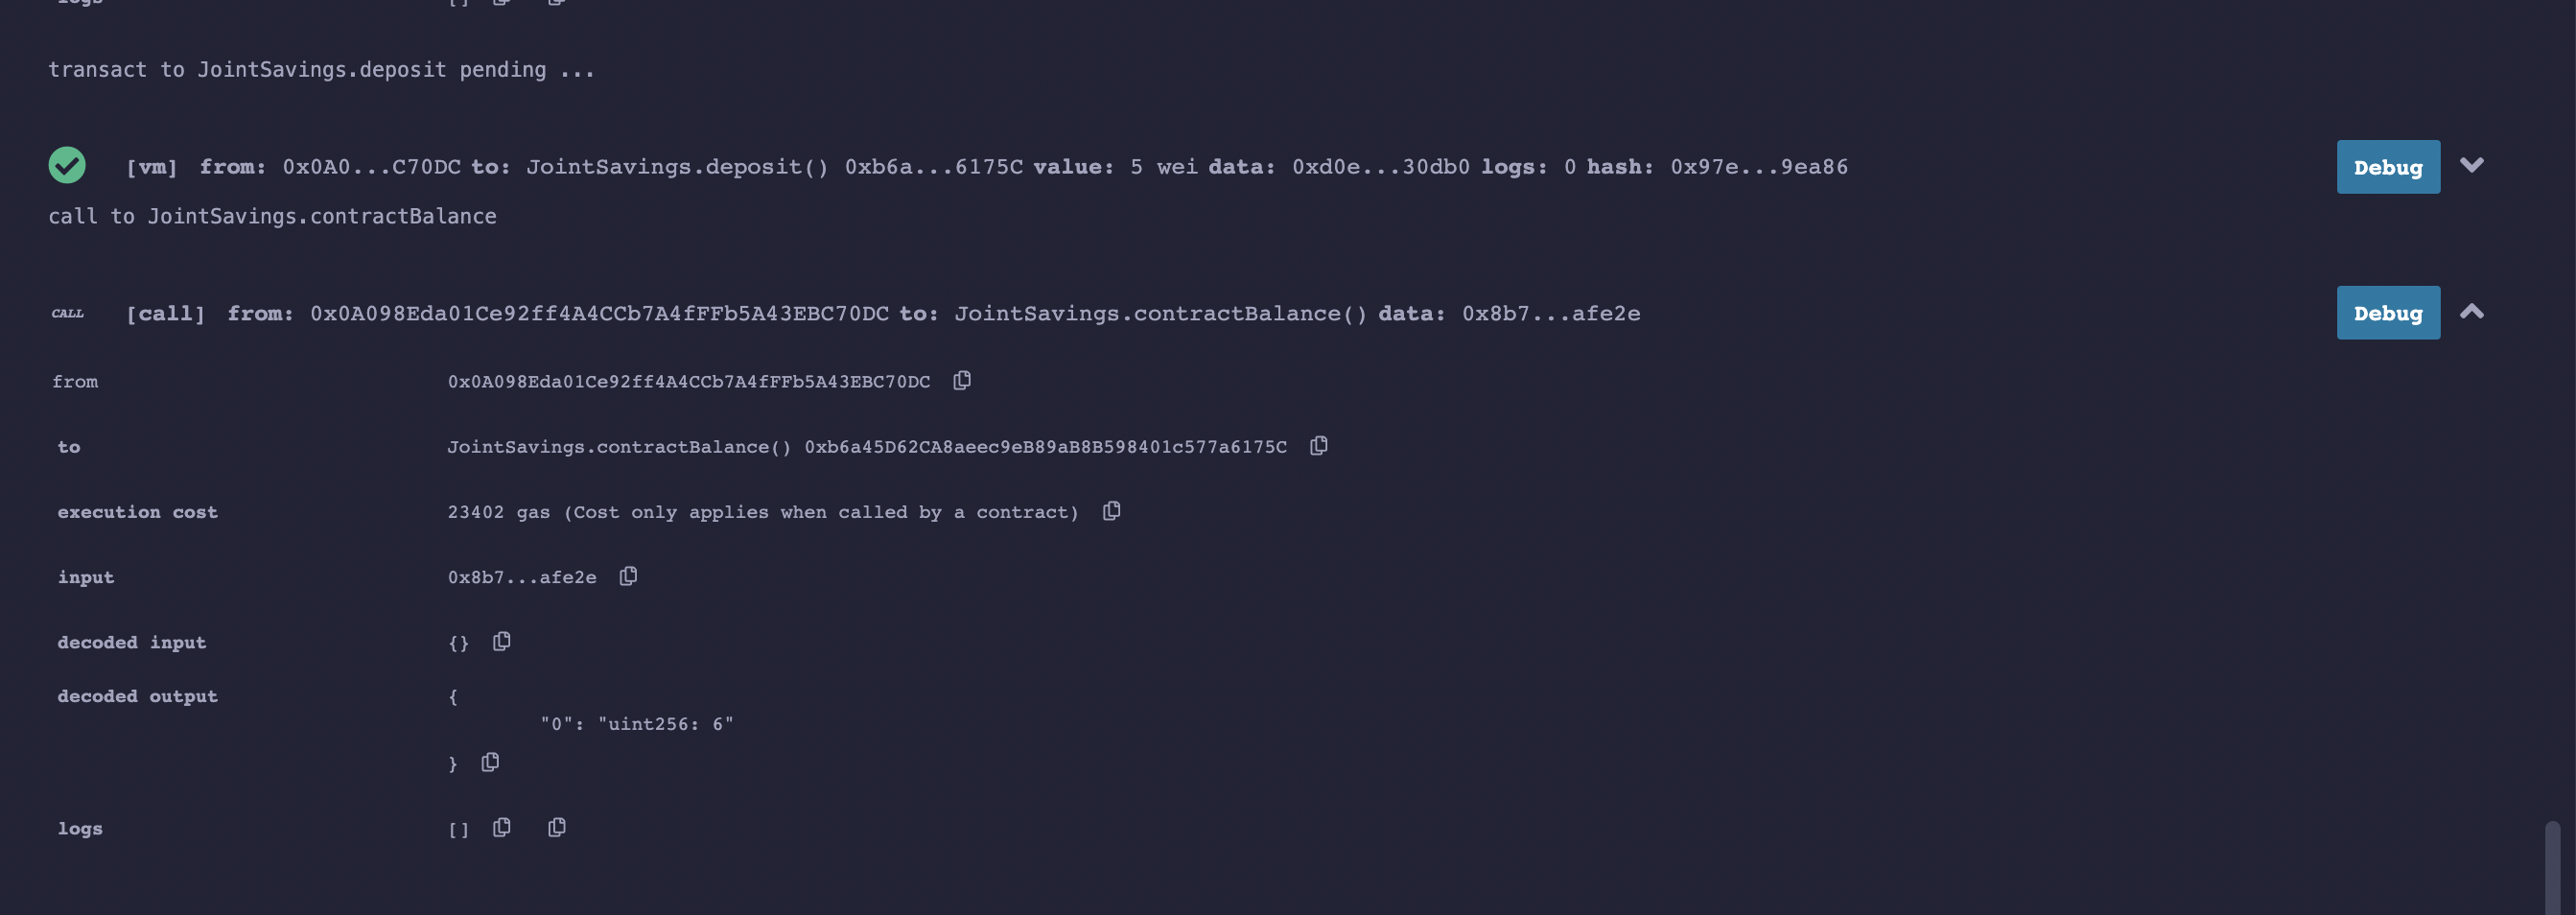 logs []
transact to JointSavings.deposit pending ...
[vm] from: 0x0A0...C70DC to: JointSavings.deposit() 0xb6a...6175C value: 5 wei data: 0xd0e...30db0 logs: 0 hash: 0x97e...9ea86 Debug
call to JointSavings.contractBalance
CALL [call] from: 0x0A098Eda01Ce92ff4A4CCb7A4fFFb5A43EBC70DC to: JointSavings.contractBalance() data: 0x8b7...afe2e Debug
from 0x0A098Eda01Ce92ff4A4CCb7A4fFFb5A43EBC70DC
to JointSavings.contractBalance() 0xb6a45D62CA8aeec9eB89aB8B598401c577a6175C
execution cost 23402 gas (Cost only applies when called by a contract)
input 0x8b7...afe2e
decoded input {}
decoded output {
"0": "uint256: 6"
}
logs []